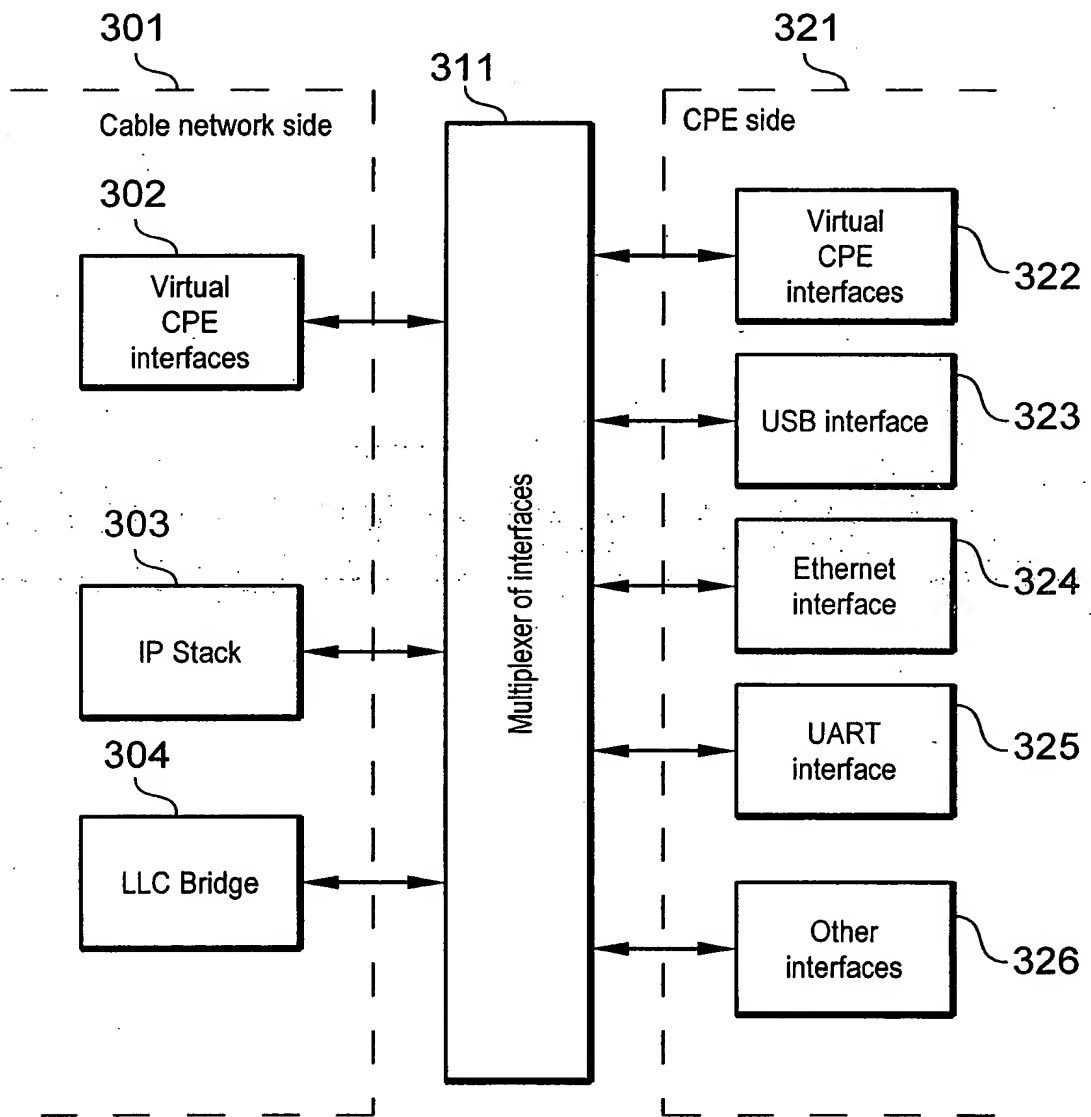 301
321
311
Cable network side
CPE side
302
Virtual
CPE
interfaces
Virtual
CPE
interfaces
322
USB interface
323
Multiplexer of interfaces
303
IP Stack
Ethernet
interface
324
304
LLC Bridge
UART
interface
325
Other
interfaces
326